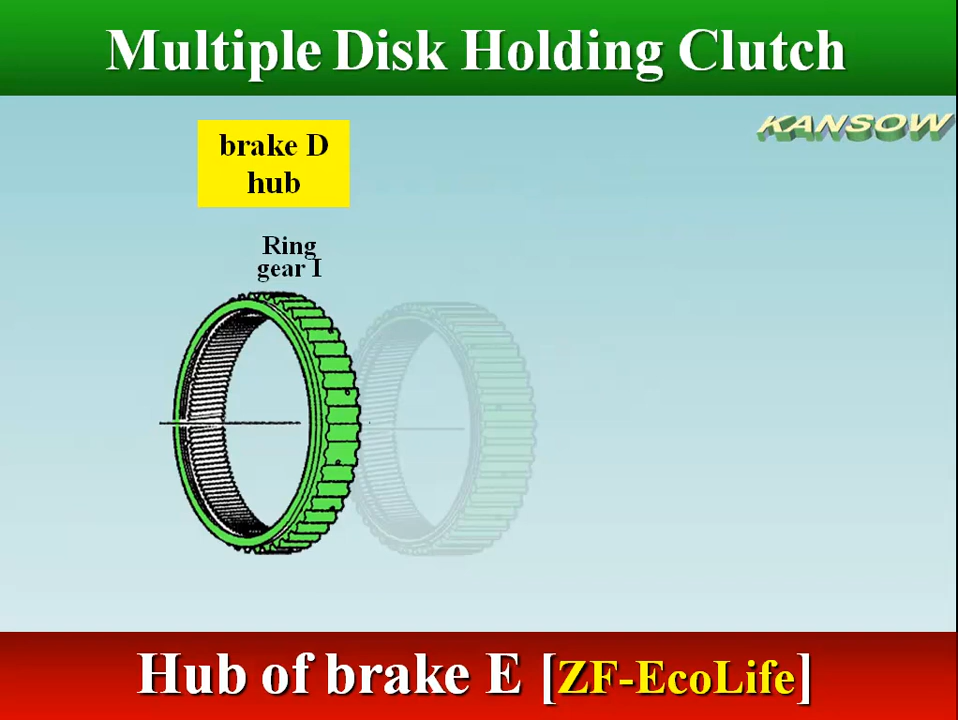 Multiple Disk Holding Clutch
KANSOW
brake D
hub
Ring
gear I
Hub of brake E [ZF-EcoLife]